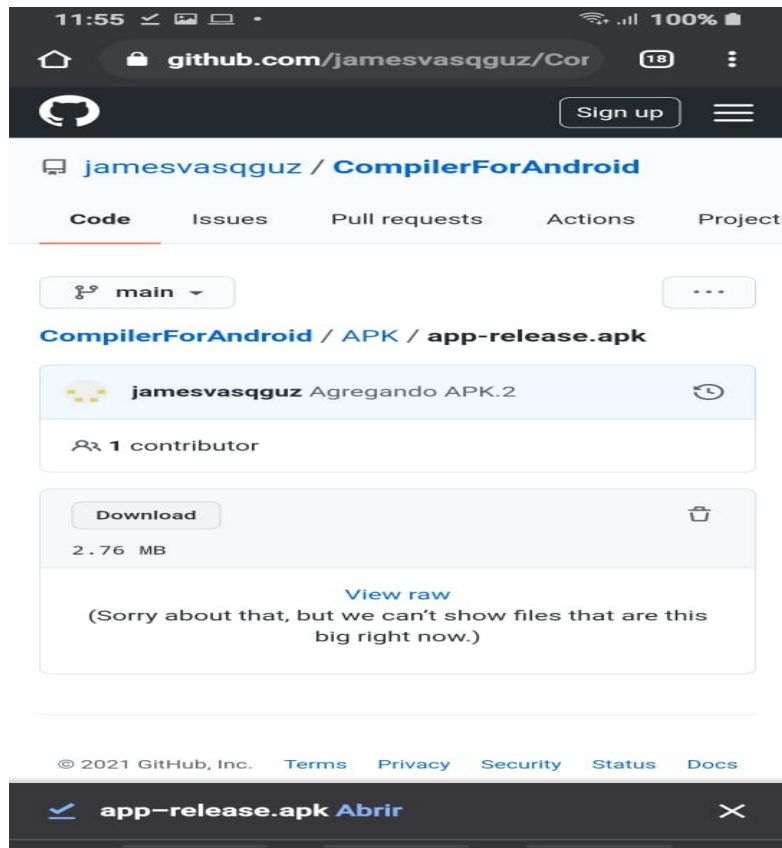 11:55 100%
github.com/jamesvasqguz/Cor 18
Sign up
jamesvasqguz / CompilerForAndroid
Code Issues Pull requests Actions Project
main
CompilerForAndroid / APK / app-release.apk
jamesvasqguz Agregando APK.2
1 contributor
Download
2.76 MB
View raw
(Sorry about that, but we can't show files that are this
big right now.)
© 2021 GitHub, Inc. Terms Privacy Security Status Docs
app-release.apk Abrir